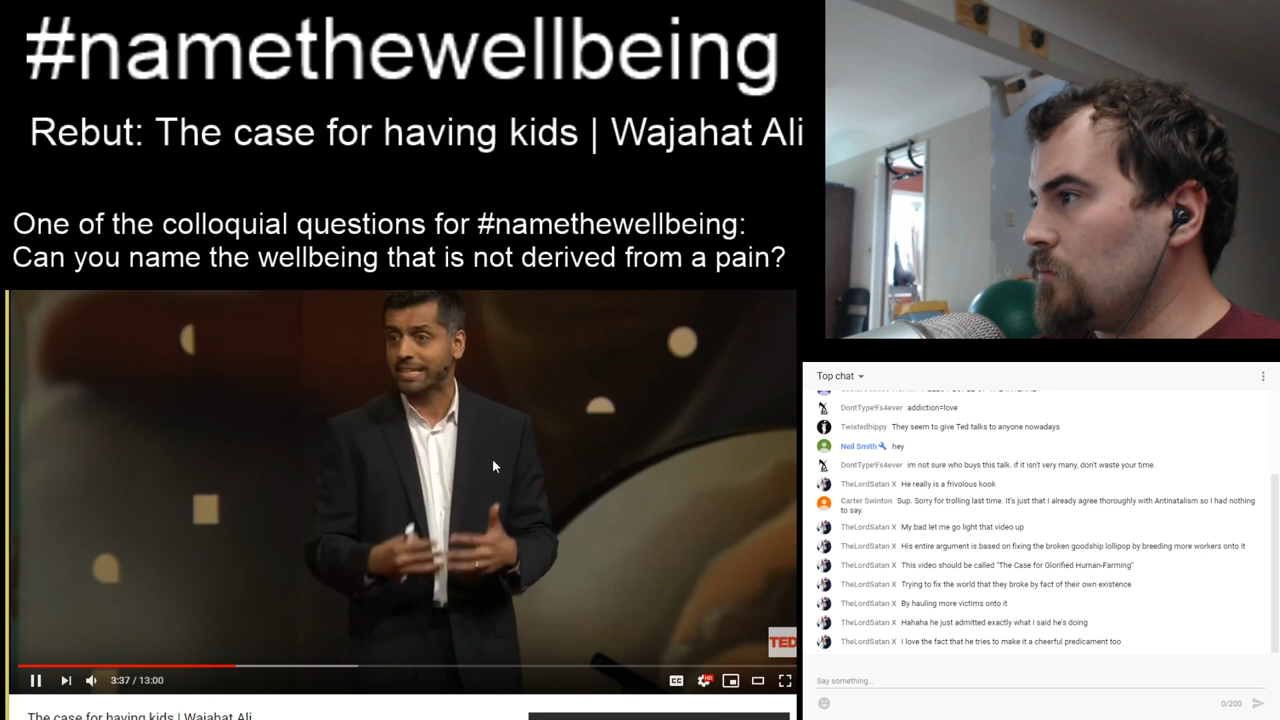 #namethewellbeing
Rebut: The case for having kids | Wajahat Ali
One of the colloquial questions for #namethewellbeing:
Can you name the wellbeing that is not derived from a pain?
TED
3:37 / 13:00
CC
HD
The case for having kids | Wajahat Ali
Top chat
DontType9's4ever addiction=love
Twistedhippy They seem to give Ted talks to anyone nowadays
Neil Smith hey
DontType9's4ever im not sure who buys this talk. if it isn't very many, don't waste your time.
TheLordSatan X He really is a frivolous kook
Carter Swinton Sup. Sorry for trolling last time. It's just that I already agree thoroughly with Antinatalism so I had nothing
to say.
TheLordSatan X My bad let me go light that video up
TheLordSatan X His entire argument is based on fixing the broken goodship lollipop by breeding more workers onto it
TheLordSatan X This video should be called "The Case for Glorified Human-Farming"
TheLordSatan X Trying to fix the world that they broke by fact of their own existence
TheLordSatan X By hauling more victims onto it
TheLordSatan X Hahaha he just admitted exactly what I said he's doing
TheLordSatan X I love the fact that he tries to make it a cheerful predicament too
Say something...
0/200